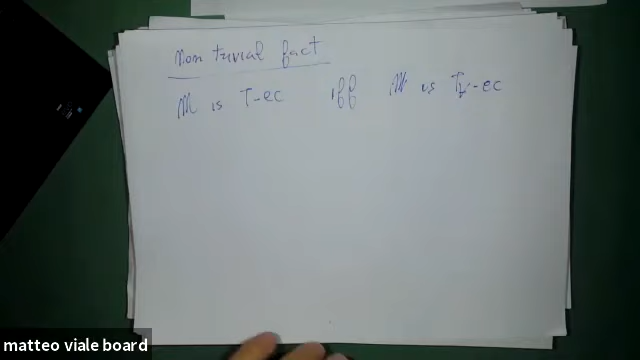 Non trivial fact
M is T-ec iff M is T∀-ec
matteo viale board